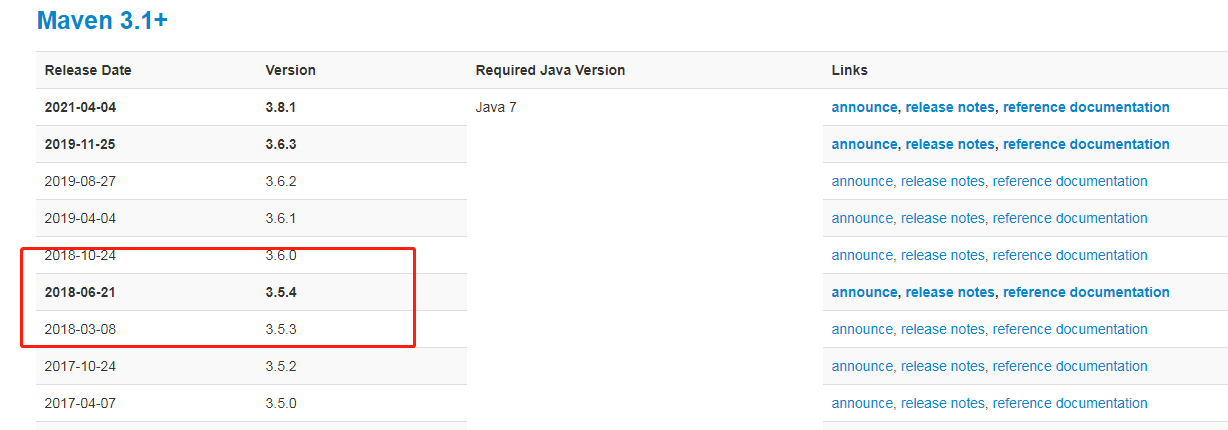 Maven 3.1+
Release Date Version Required Java Version Links
2021-04-04 3.8.1 Java 7 announce, release notes, reference documentation
2019-11-25 3.6.3 announce, release notes, reference documentation
2019-08-27 3.6.2 announce, release notes, reference documentation
2019-04-04 3.6.1 announce, release notes, reference documentation
2018-10-24 3.6.0 announce, release notes, reference documentation
2018-06-21 3.5.4 announce, release notes, reference documentation
2018-03-08 3.5.3 announce, release notes, reference documentation
2017-10-24 3.5.2 announce, release notes, reference documentation
2017-04-07 3.5.0 announce, release notes, reference documentation